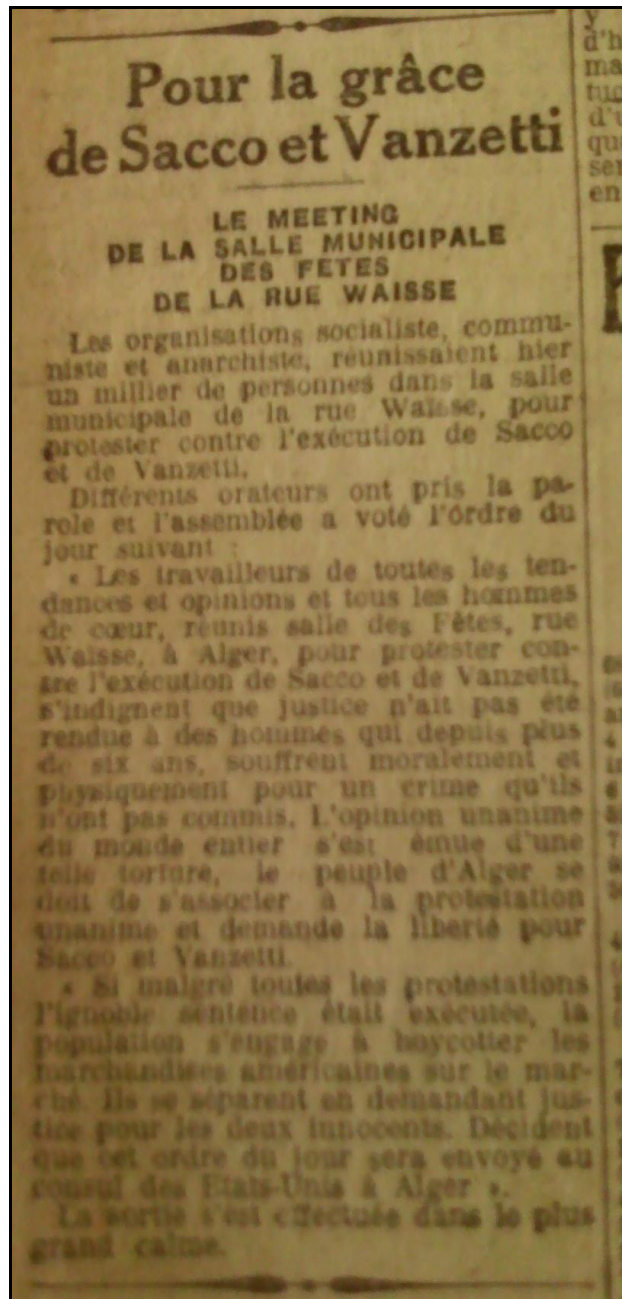 Pour la grâce
de Sacco et Vanzetti
LE MEETING
DE LA SALLE MUNICIPALE
DES FETES
DE LA RUE WAISSE
Les organisations socialiste, commu-
niste et anarchiste, réunissaient hier
un millier de personnes dans la salle
municipale de la rue Waisse, pour
protester contre l'exécution de Sacco
et de Vanzetti.
Différents orateurs ont pris la pa-
role et l'assemblée a voté l'ordre du
jour suivant :
« Les travailleurs de toutes les ten-
dances et opinions et tous les hommes
de cœur, réunis salle des Fêtes, rue
Waisse, à Alger, pour protester con-
tre l'exécution de Sacco et de Vanzetti,
s'indignent que justice n'ait pas été
rendue à des hommes qui depuis plus
de six ans, souffrent moralement et
physiquement pour un crime qu'ils
n'ont pas commis. L'opinion unanime
du monde entier s'est émue d'une
telle torture, le peuple d'Alger se
doit de s'associer à la protestation
unanime et demande la liberté pour
Sacco et Vanzetti.
« Si malgré toutes les protestations
l'ignoble sentence était exécutée, la
population s'engage à boycotter les
marchandises américaines sur le mar-
ché. Ils se séparent en demandant jus-
tice pour les deux innocents. Décident
que cet ordre du jour sera envoyé au
consul des Etats-Unis à Alger ».
La sortie s'est effectuée dans le plus
grand calme.